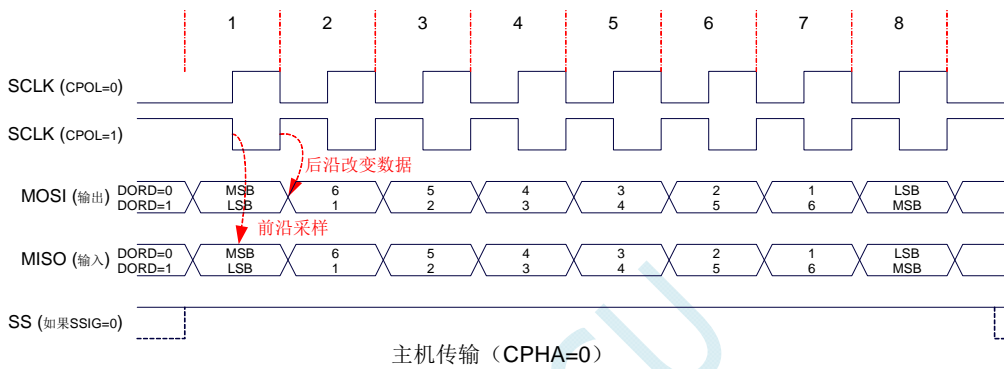 1 2 3 4 5 6 7 8
SCLK (CPOL=0)
SCLK (CPOL=1)
后沿改变数据
MOSI (输出) DORD=0 MSB 6 5 4 3 2 1 LSB
DORD=1 LSB 1 2 3 4 5 6 MSB
前沿采样
MISO (输入) DORD=0 MSB 6 5 4 3 2 1 LSB
DORD=1 LSB 1 2 3 4 5 6 MSB
SS (如果SSIG=0)
主机传输（CPHA=0）